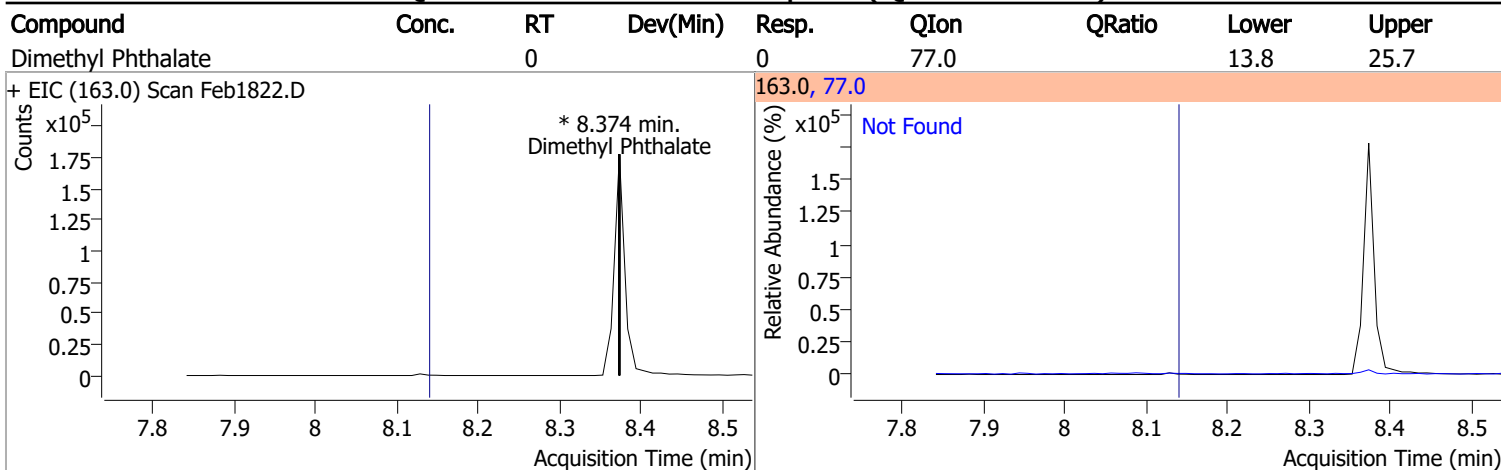 Compound Conc. RT Dev(Min) Resp. QIon QRatio Lower Upper
Dimethyl Phthalate 0 0 77.0 13.8 25.7
+ EIC (163.0) Scan Feb1822.D
Counts
x10⁵
1.75
1.5
1.25
1
0.75
0.5
0.25
0
* 8.374 min.
Dimethyl Phthalate
7.8 7.9 8 8.1 8.2 8.3 8.4 8.5
Acquisition Time (min)
163.0, 77.0
Relative Abundance (%)
x10⁵
1.5
1.25
1
0.75
0.5
0.25
0
Not Found
7.8 7.9 8 8.1 8.2 8.3 8.4 8.5
Acquisition Time (min)